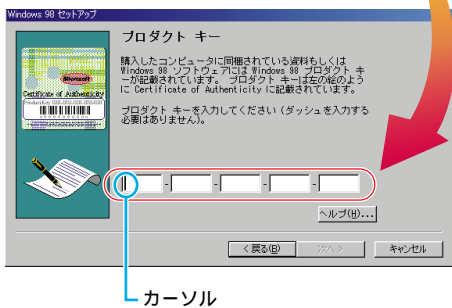 Windows 98 セットアップ
プロダクト キー
購入したコンピュータに同梱されている資料もしくは
Windows 98 ソフトウェアには Windows 98 プロダクト キ
ーが記載されています。 プロダクト キーは左の絵のよう
に Certificate of Authenticity に記載されています。
プロダクト キーを入力してください (ダッシュを入力する
必要はありません)。
Microsoft
Certificate of Authenticity
- - - -
ヘルプ(H)...
< 戻る(B)
次へ >
キャンセル
カーソル